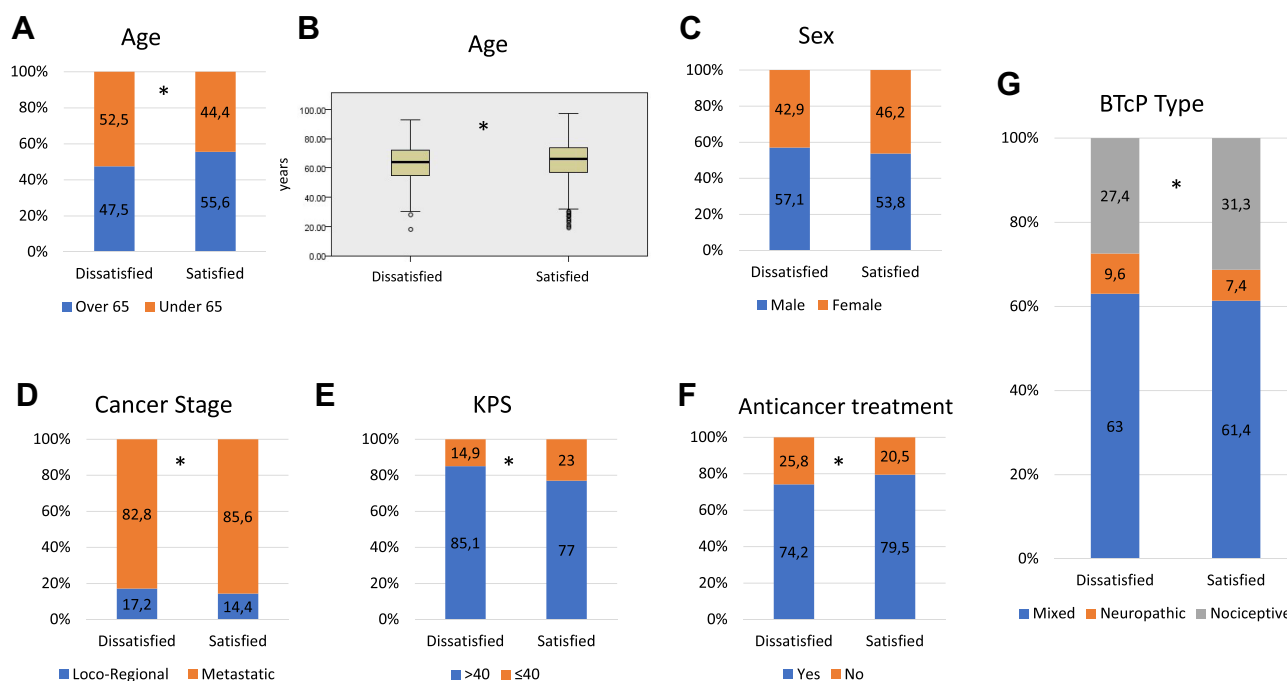 A
Age
100%
80%
60%
40%
20%
0%
*
52,5
44,4
47,5
55,6
Dissatisfied
Satisfied
Over 65
Under 65
B
Age
years
100.00
80.00
60.00
40.00
20.00
0.00
*
Dissatisfied
Satisfied
C
Sex
100%
80%
60%
40%
20%
0%
42,9
46,2
57,1
53,8
Dissatisfied
Satisfied
Male
Female
D
Cancer Stage
100%
80%
60%
40%
20%
0%
*
82,8
85,6
17,2
14,4
Dissatisfied
Satisfied
Loco-Regional
Metastatic
E
KPS
100%
80%
60%
40%
20%
0%
*
14,9
23
85,1
77
Dissatisfied
Satisfied
>40
≤40
F
Anticancer treatment
100%
80%
60%
40%
20%
0%
*
25,8
20,5
74,2
79,5
Dissatisfied
Satisfied
Yes
No
G
BTcP Type
100%
80%
60%
40%
20%
0%
*
27,4
31,3
9,6
7,4
63
61,4
Dissatisfied
Satisfied
Mixed
Neuropathic
Nociceptive